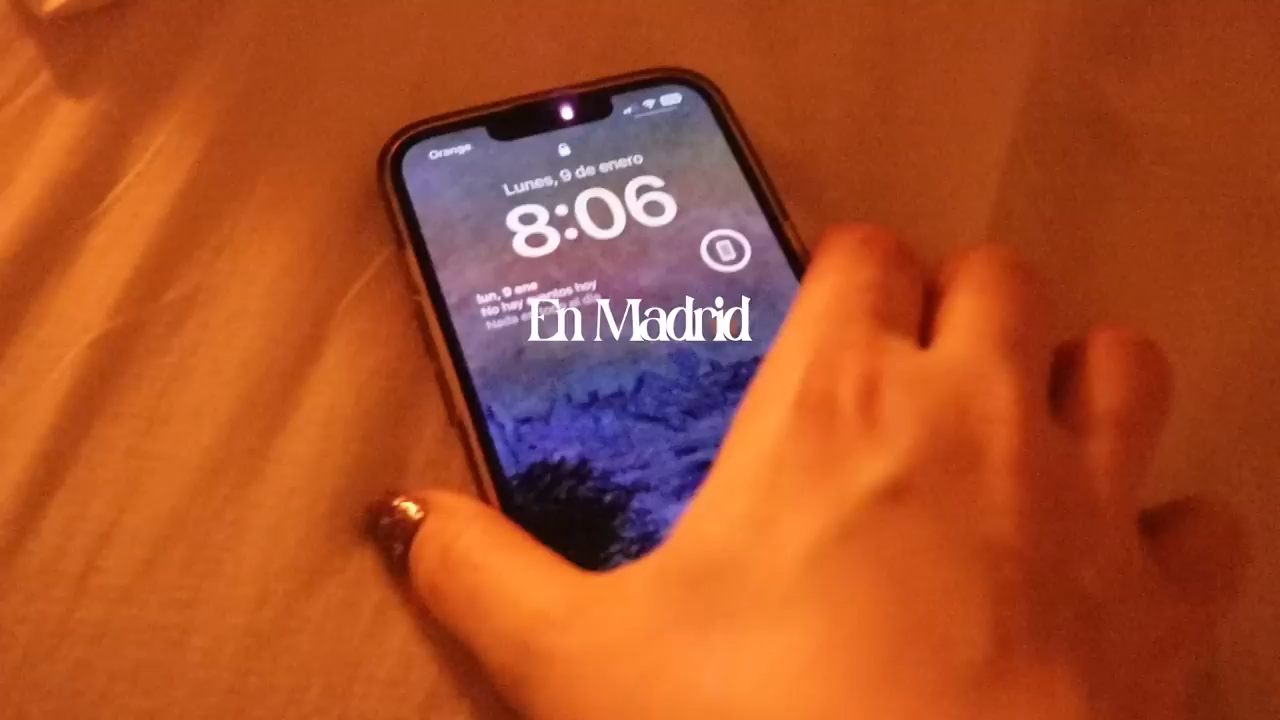 Orange
Lunes, 9 de enero
8:06
lun, 9 ene
No hay eventos hoy
En Madrid